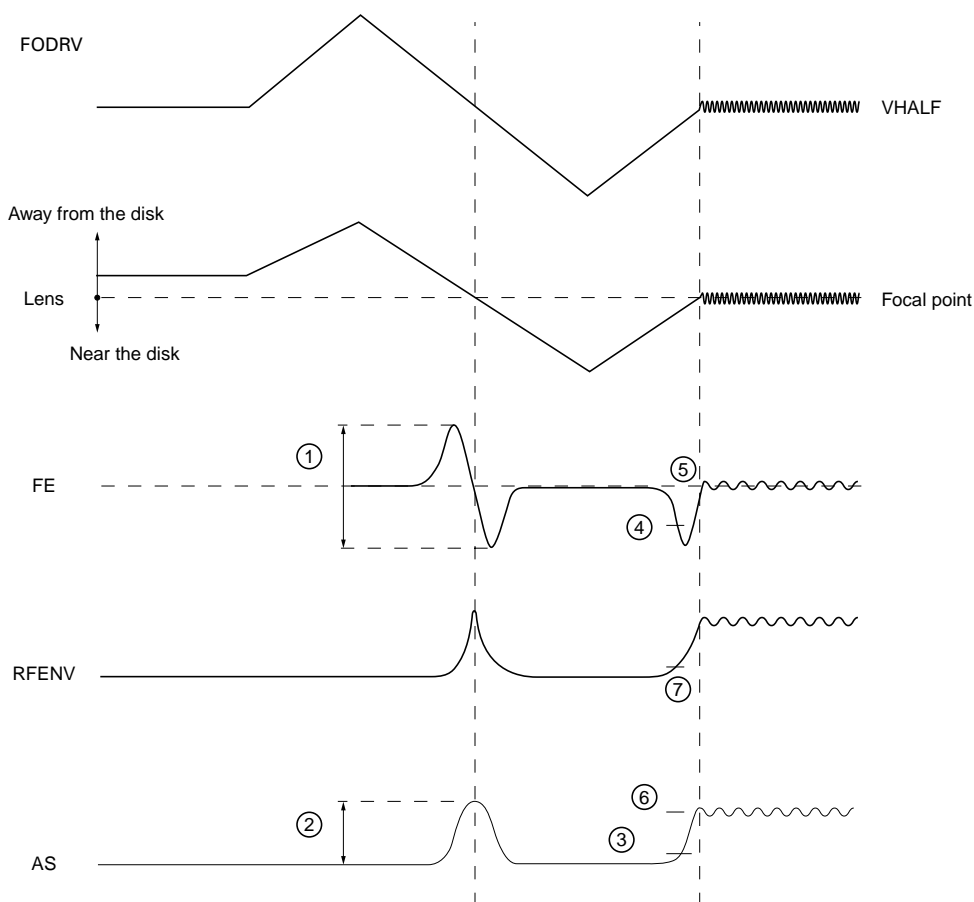 FODRV
VHALF
Away from the disk
Lens
Focal point
Near the disk
1
5
FE
4
RFENV
7
6
2
3
AS